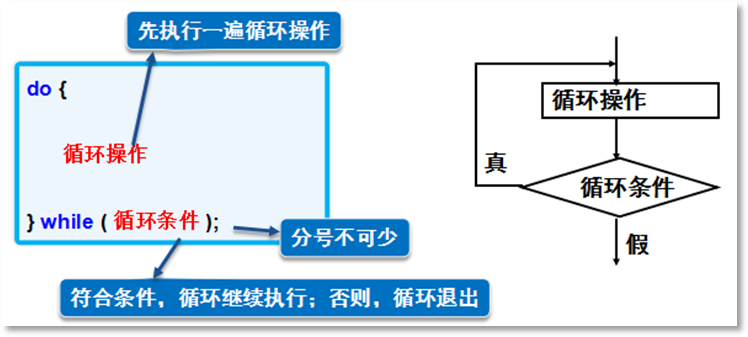 先执行一遍循环操作
do {
循环操作
} while ( 循环条件 );
分号不可少
符合条件，循环继续执行；否则，循环退出
循环操作
真
循环条件
假